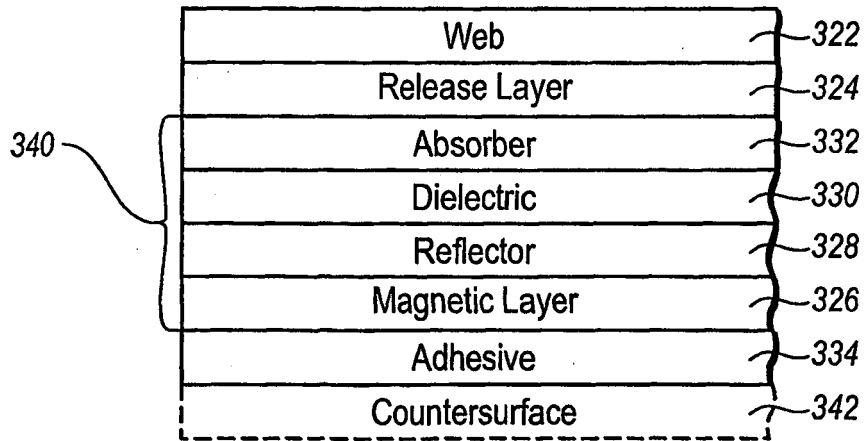 Web 322
Release Layer 324
340
Absorber 332
Dielectric 330
Reflector 328
Magnetic Layer 326
Adhesive 334
Countersurface 342